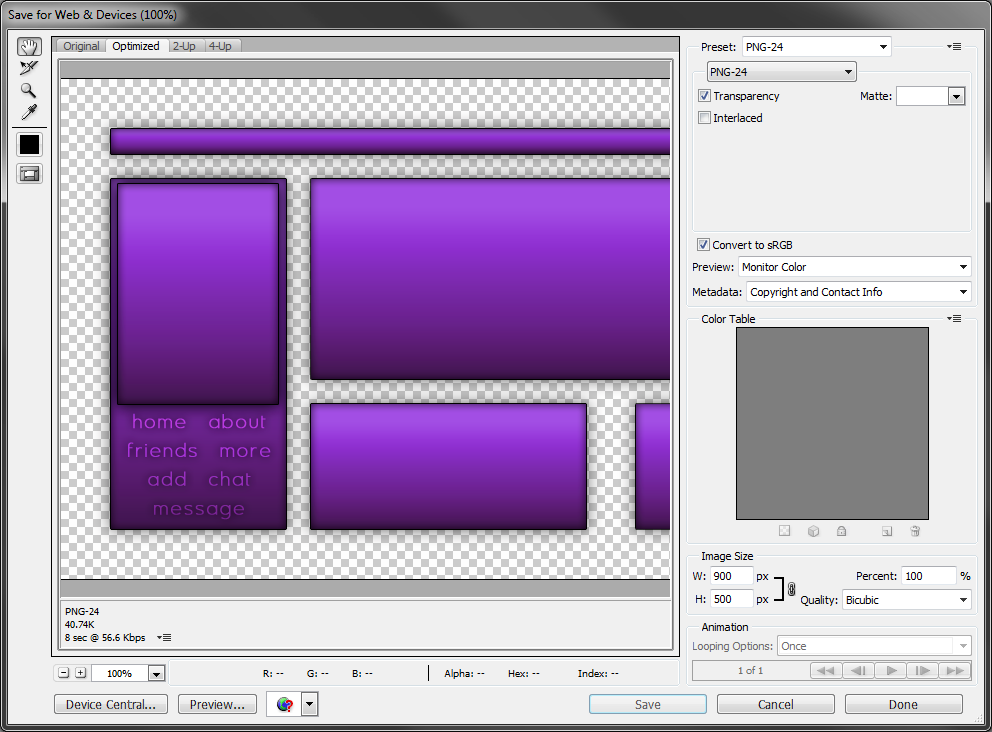 Save for Web & Devices (100%)
Original Optimized 2-Up 4-Up
home about
friends more
add chat
message
PNG-24
40.74K
8 sec @ 56.6 Kbps
100% R: -- G: -- B: -- Alpha: -- Hex: -- Index: --
Device Central... Preview... Save Cancel Done
Preset: PNG-24
PNG-24
Transparency Matte:
Interlaced
Convert to sRGB
Preview: Monitor Color
Metadata: Copyright and Contact Info
Color Table
Image Size
W: 900 px Percent: 100 %
H: 500 px Quality: Bicubic
Animation
Looping Options: Once
1 of 1